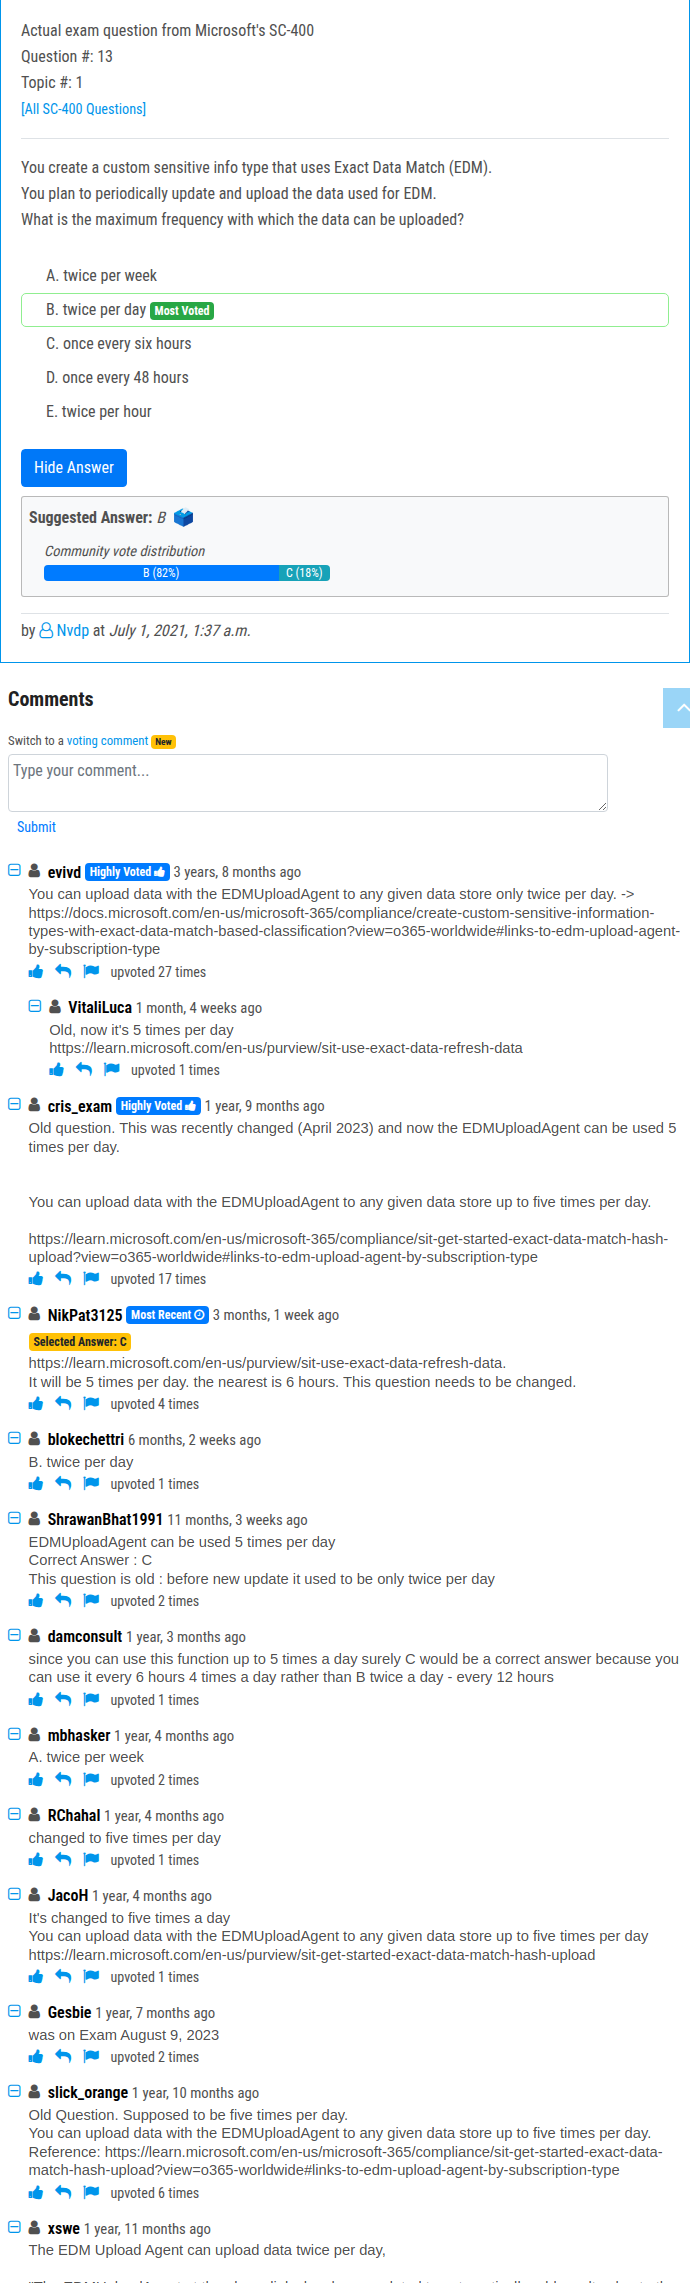 Actual exam question from Microsoft's SC-400
Question #: 13
Topic #: 1
[All SC-400 Questions]
You create a custom sensitive info type that uses Exact Data Match (EDM).
You plan to periodically update and upload the data used for EDM.
What is the maximum frequency with which the data can be uploaded?
A. twice per week
B. twice per day Most Voted
C. once every six hours
D. once every 48 hours
E. twice per hour
Hide Answer
Suggested Answer: B
Community vote distribution
B (82%) C (18%)
by Nvdp at July 1, 2021, 1:37 a.m.
Comments
Switch to a voting comment New
Type your comment...
Submit
evivd Highly Voted 3 years, 8 months ago
You can upload data with the EDMUploadAgent to any given data store only twice per day. ->
https://docs.microsoft.com/en-us/microsoft-365/compliance/create-custom-sensitive-information-
types-with-exact-data-match-based-classification?view=o365-worldwide#links-to-edm-upload-agent-
by-subscription-type
upvoted 27 times
VitaliLuca 1 month, 4 weeks ago
Old, now it's 5 times per day
https://learn.microsoft.com/en-us/purview/sit-use-exact-data-refresh-data
upvoted 1 times
cris_exam Highly Voted 1 year, 9 months ago
Old question. This was recently changed (April 2023) and now the EDMUploadAgent can be used 5
times per day.
You can upload data with the EDMUploadAgent to any given data store up to five times per day.
https://learn.microsoft.com/en-us/microsoft-365/compliance/sit-get-started-exact-data-match-hash-
upload?view=o365-worldwide#links-to-edm-upload-agent-by-subscription-type
upvoted 17 times
NikPat3125 Most Recent 3 months, 1 week ago
Selected Answer: C
https://learn.microsoft.com/en-us/purview/sit-use-exact-data-refresh-data.
It will be 5 times per day. the nearest is 6 hours. This question needs to be changed.
upvoted 4 times
blokechettri 6 months, 2 weeks ago
B. twice per day
upvoted 1 times
ShrawanBhat1991 11 months, 3 weeks ago
EDMUploadAgent can be used 5 times per day
Correct Answer : C
This question is old : before new update it used to be only twice per day
upvoted 2 times
damconsult 1 year, 3 months ago
since you can use this function up to 5 times a day surely C would be a correct answer because you
can use it every 6 hours 4 times a day rather than B twice a day - every 12 hours
upvoted 1 times
mbhasker 1 year, 4 months ago
A. twice per week
upvoted 2 times
RChahal 1 year, 4 months ago
changed to five times per day
upvoted 1 times
JacoH 1 year, 4 months ago
It's changed to five times a day
You can upload data with the EDMUploadAgent to any given data store up to five times per day
https://learn.microsoft.com/en-us/purview/sit-get-started-exact-data-match-hash-upload
upvoted 1 times
Gesbie 1 year, 7 months ago
was on Exam August 9, 2023
upvoted 2 times
slick_orange 1 year, 10 months ago
Old Question. Supposed to be five times per day.
You can upload data with the EDMUploadAgent to any given data store up to five times per day.
Reference: https://learn.microsoft.com/en-us/microsoft-365/compliance/sit-get-started-exact-data-
match-hash-upload?view=o365-worldwide#links-to-edm-upload-agent-by-subscription-type
upvoted 6 times
xswe 1 year, 11 months ago
The EDM Upload Agent can upload data twice per day,